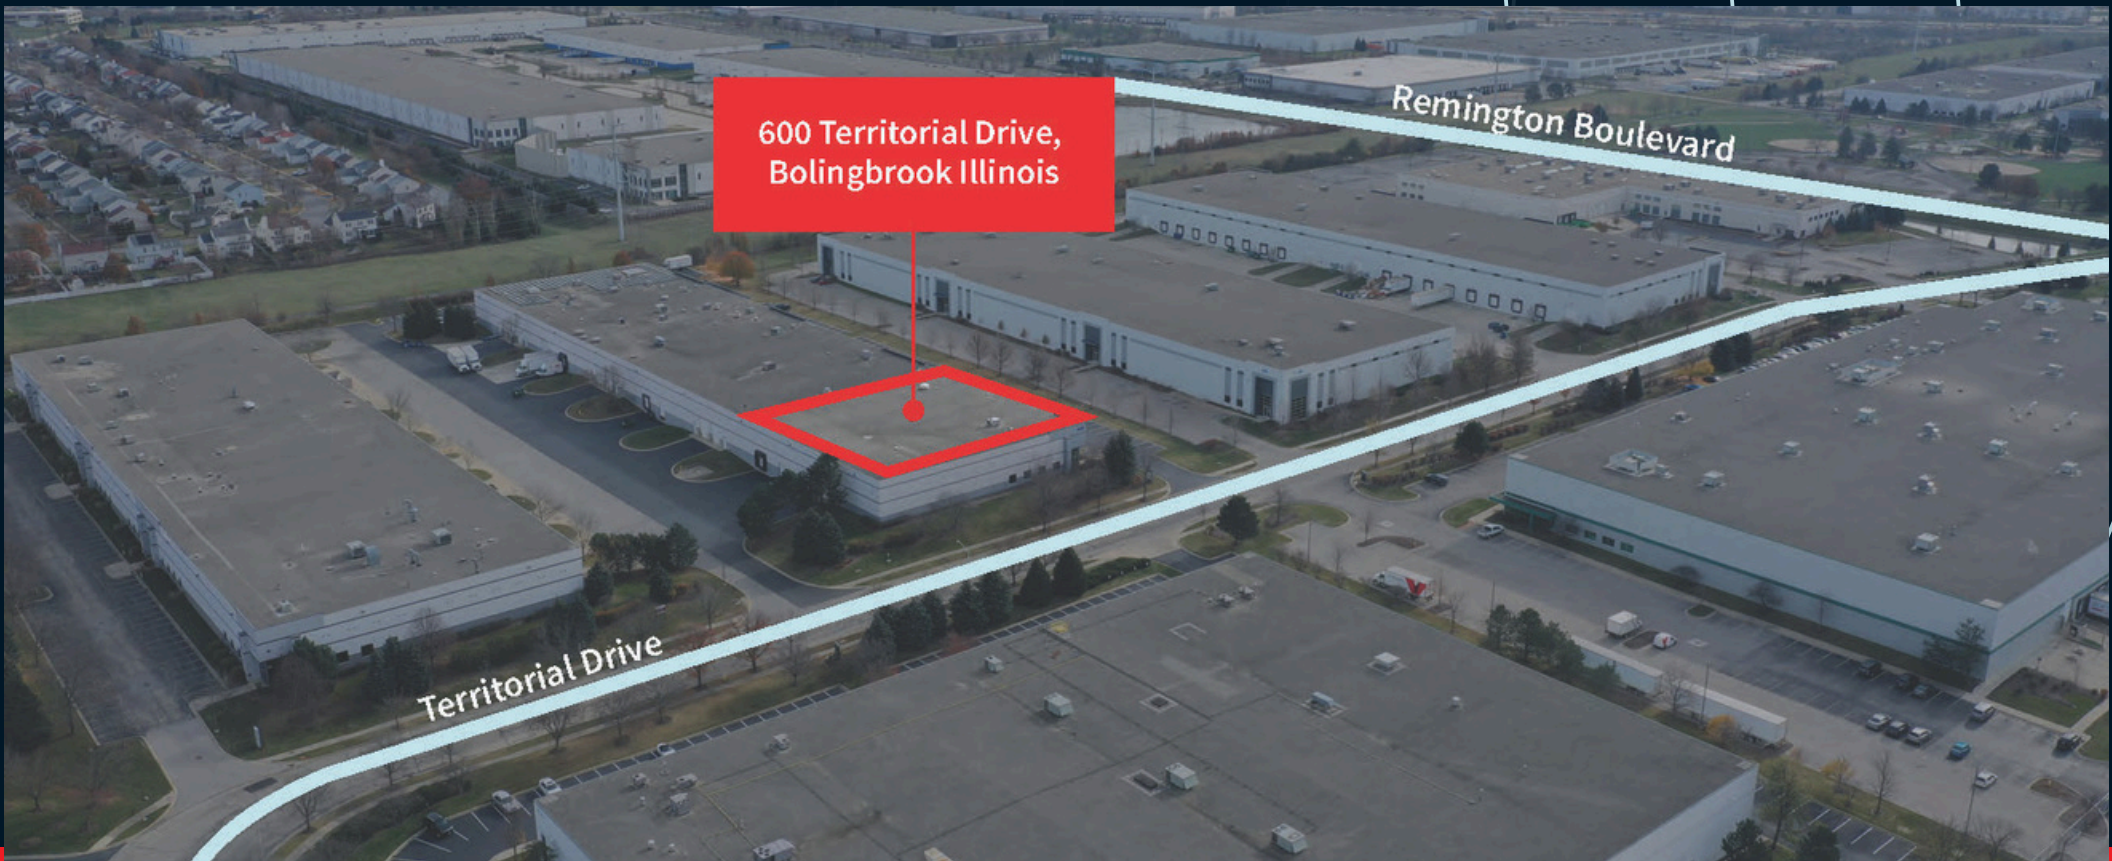 600 Territorial Drive,
Bolingbrook Illinois
Remington Boulevard
Territorial Drive